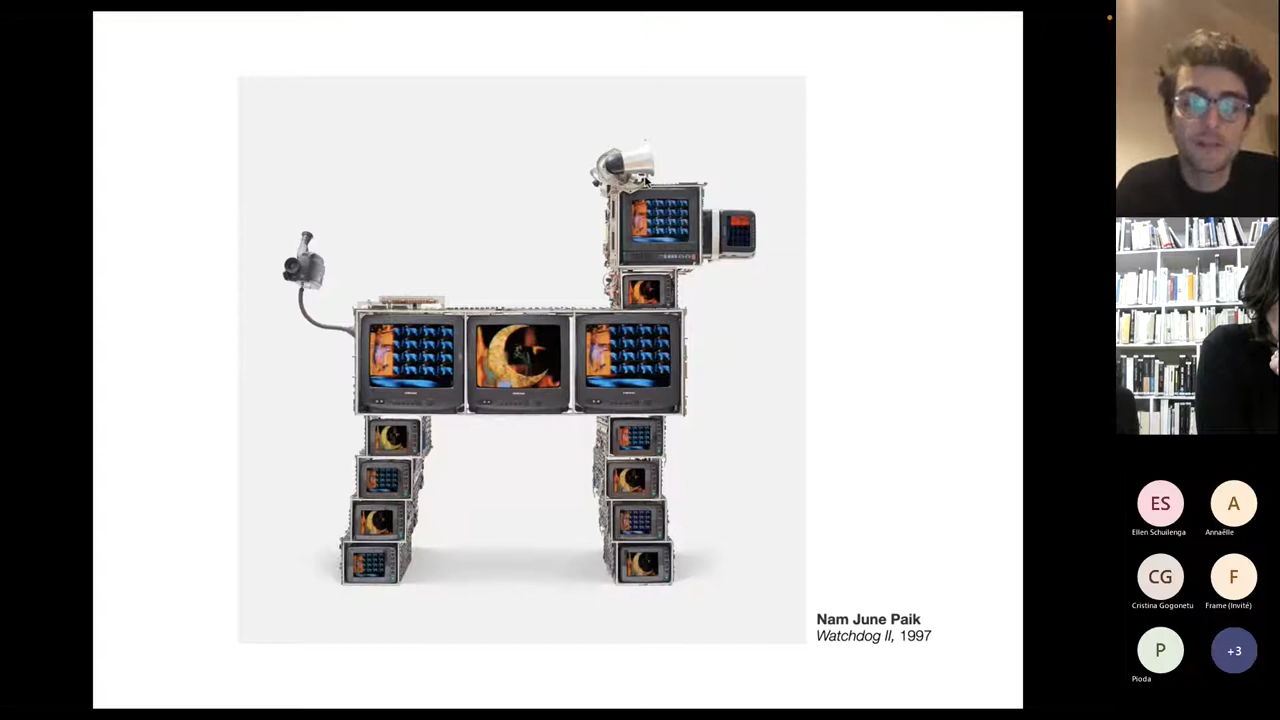 Nam June Paik
Watchdog II, 1997
ES
A
Ellen Schuilenga
Annaëlle
CG
F
Cristina Gogonetu
Frame (Invité)
P
+3
Pioda